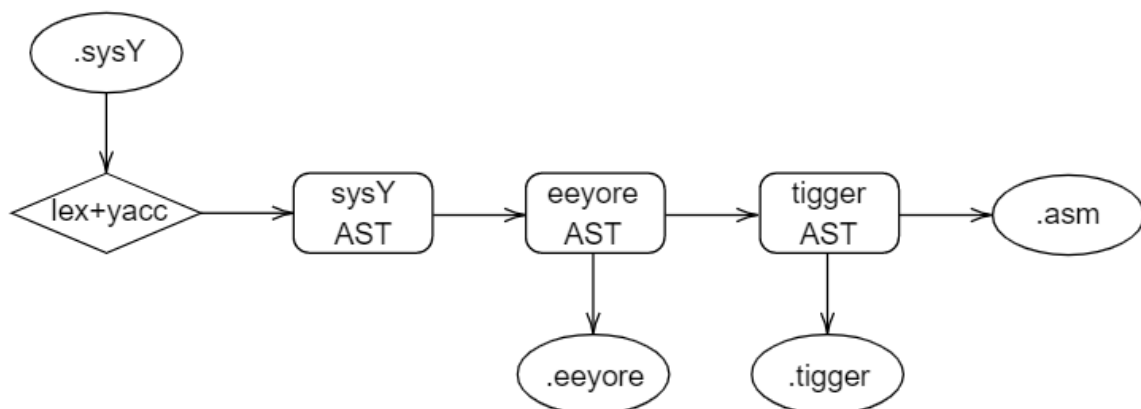 .sysY
lex+yacc
sysY
AST
eeyore
AST
tigger
AST
.asm
.eeyore
.tigger